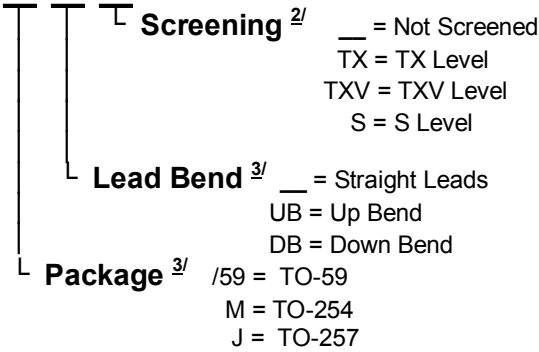 Screening 2/ __ = Not Screened
TX = TX Level
TXV = TXV Level
S = S Level
Lead Bend 3/ __ = Straight Leads
UB = Up Bend
DB = Down Bend
Package 3/ /59 = TO-59
M = TO-254
J = TO-257